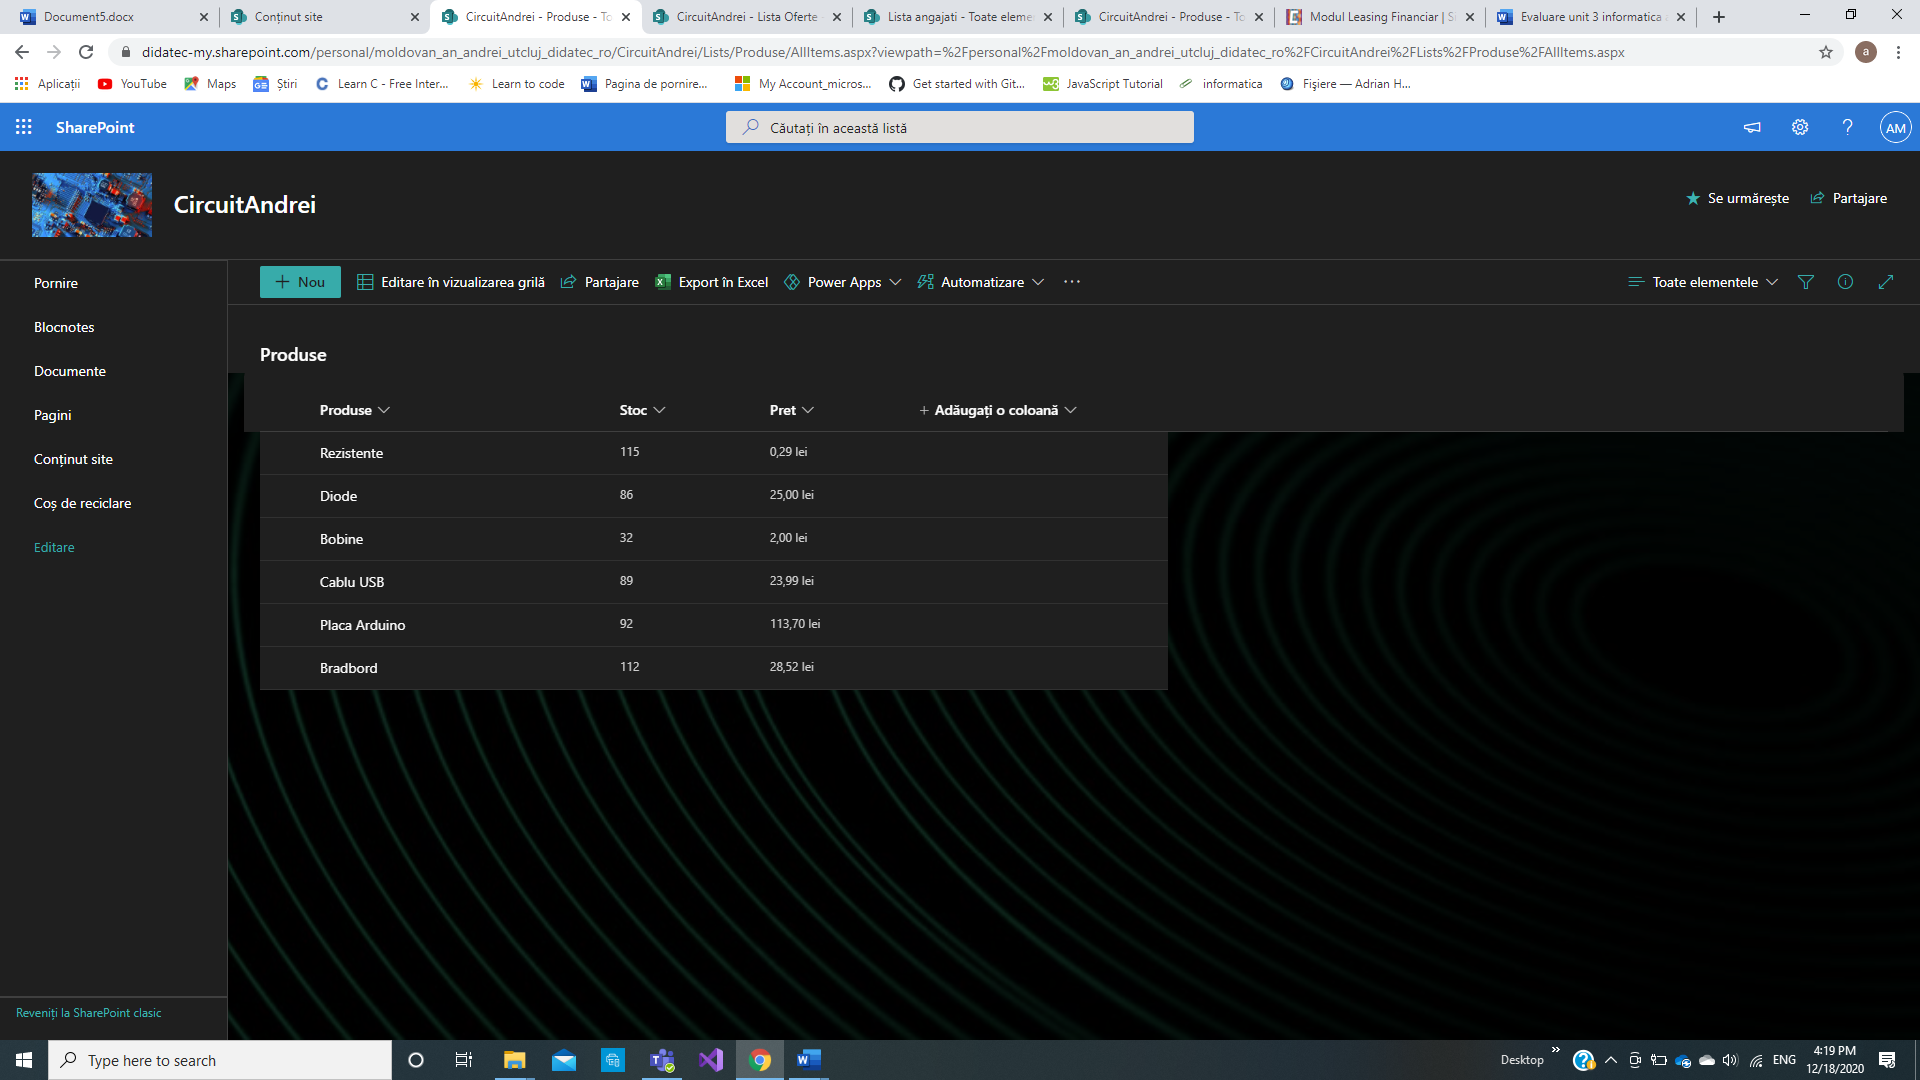 Document5.docx
Conținut site
CircuitAndrei - Produse - To
CircuitAndrei - Lista Oferte
Lista angajati - Toate eleme
CircuitAndrei - Produse - To
Modul Leasing Financiar | S
Evaluare unit 3 informatica
didatec-my.sharepoint.com/personal/moldovan_an_andrei_utcluj_didatec_ro/CircuitAndrei/Lists/Produse/AllItems.aspx?viewpath=%2Fpersonal%2Fmoldovan_an_andrei_utcluj_didatec_ro%2FCircuitAndrei%2FLists%2FProduse%2FAllItems.aspx
a
Aplicații YouTube Maps Știri Learn C - Free Inter... Learn to code Pagina de pornire... My Account_micros... Get started with Git... JavaScript Tutorial informatica Fișiere — Adrian H...
SharePoint
Căutați în această listă
AM
CircuitAndrei
Se urmărește Partajare
Nou Editare în vizualizarea grilă Partajare Export în Excel Power Apps Automatizare ...
Toate elementele
Pornire
Blocnotes
Documente
Pagini
Conținut site
Coș de reciclare
Editare
Produse
Produse Stoc Pret + Adăugați o coloană
Rezistente 115 0,29 lei
Diode 86 25,00 lei
Bobine 32 2,00 lei
Cablu USB 89 23,99 lei
Placa Arduino 92 113,70 lei
Bradbord 112 28,52 lei
Reveniți la SharePoint clasic
Type here to search
Desktop
ENG
4:19 PM
12/18/2020